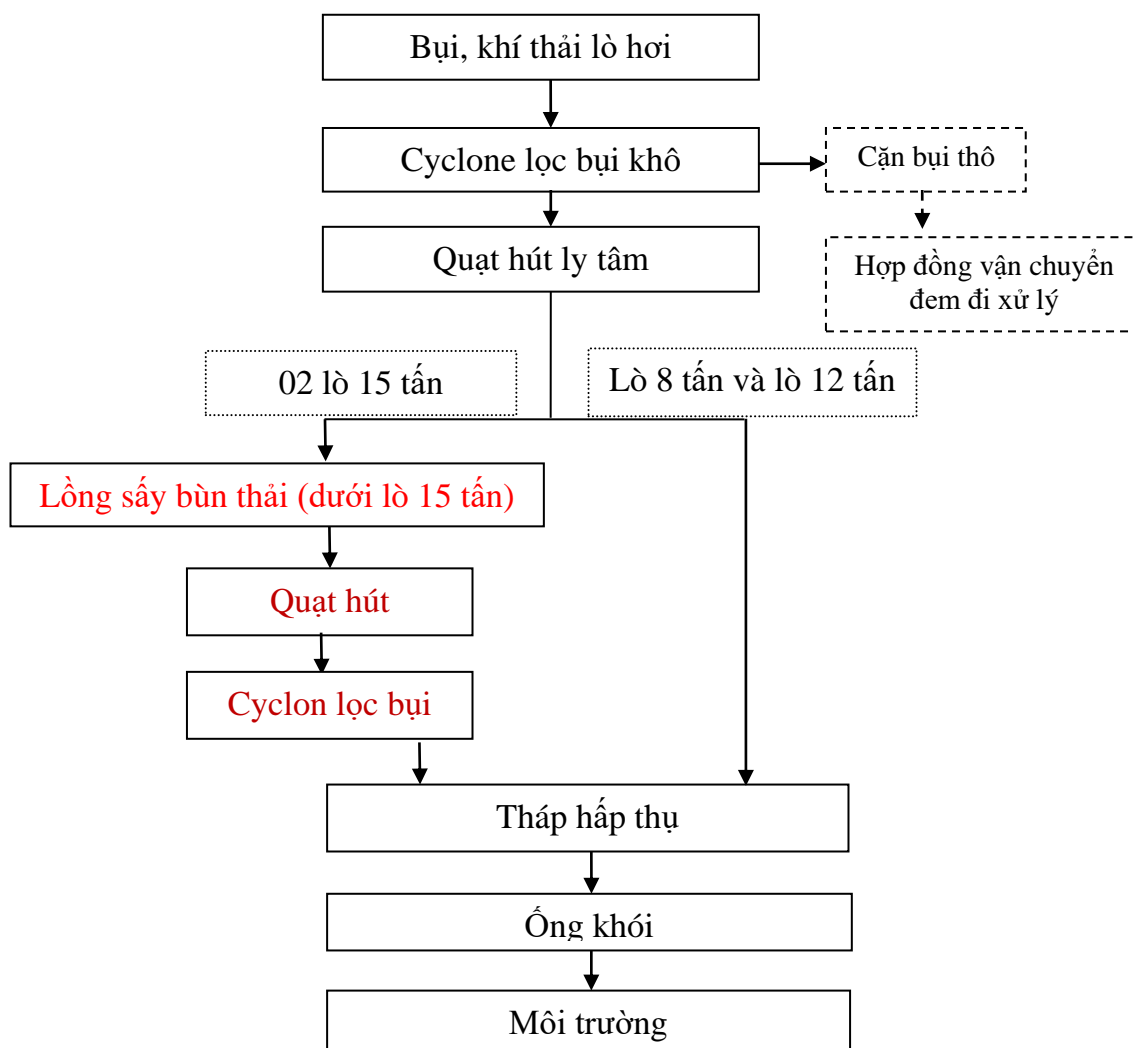 Bụi, khí thải lò hơi
Cyclone lọc bụi khô
Cặn bụi thô
Quạt hút ly tâm
Hợp đồng vận chuyển
đem đi xử lý
02 lò 15 tấn
Lò 8 tấn và lò 12 tấn
Lồng sấy bùn thải (dưới lò 15 tấn)
Quạt hút
Cyclon lọc bụi
Tháp hấp thụ
Ống khói
Môi trường